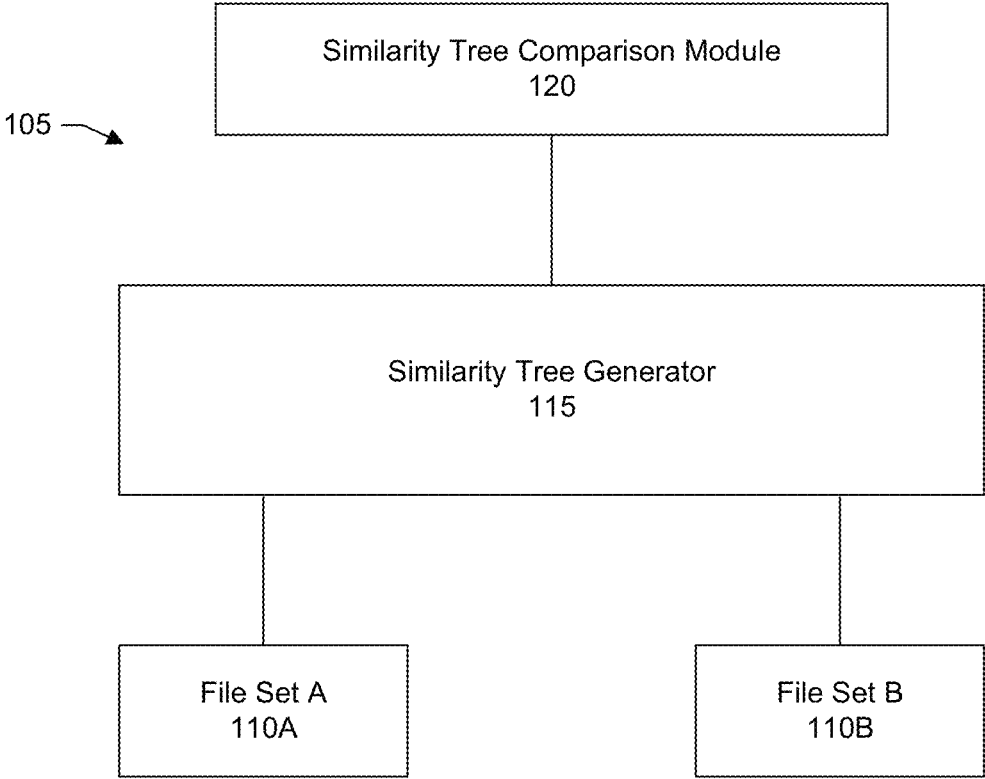 Similarity Tree Comparison Module
120
105
Similarity Tree Generator
115
File Set A
110A
File Set B
110B